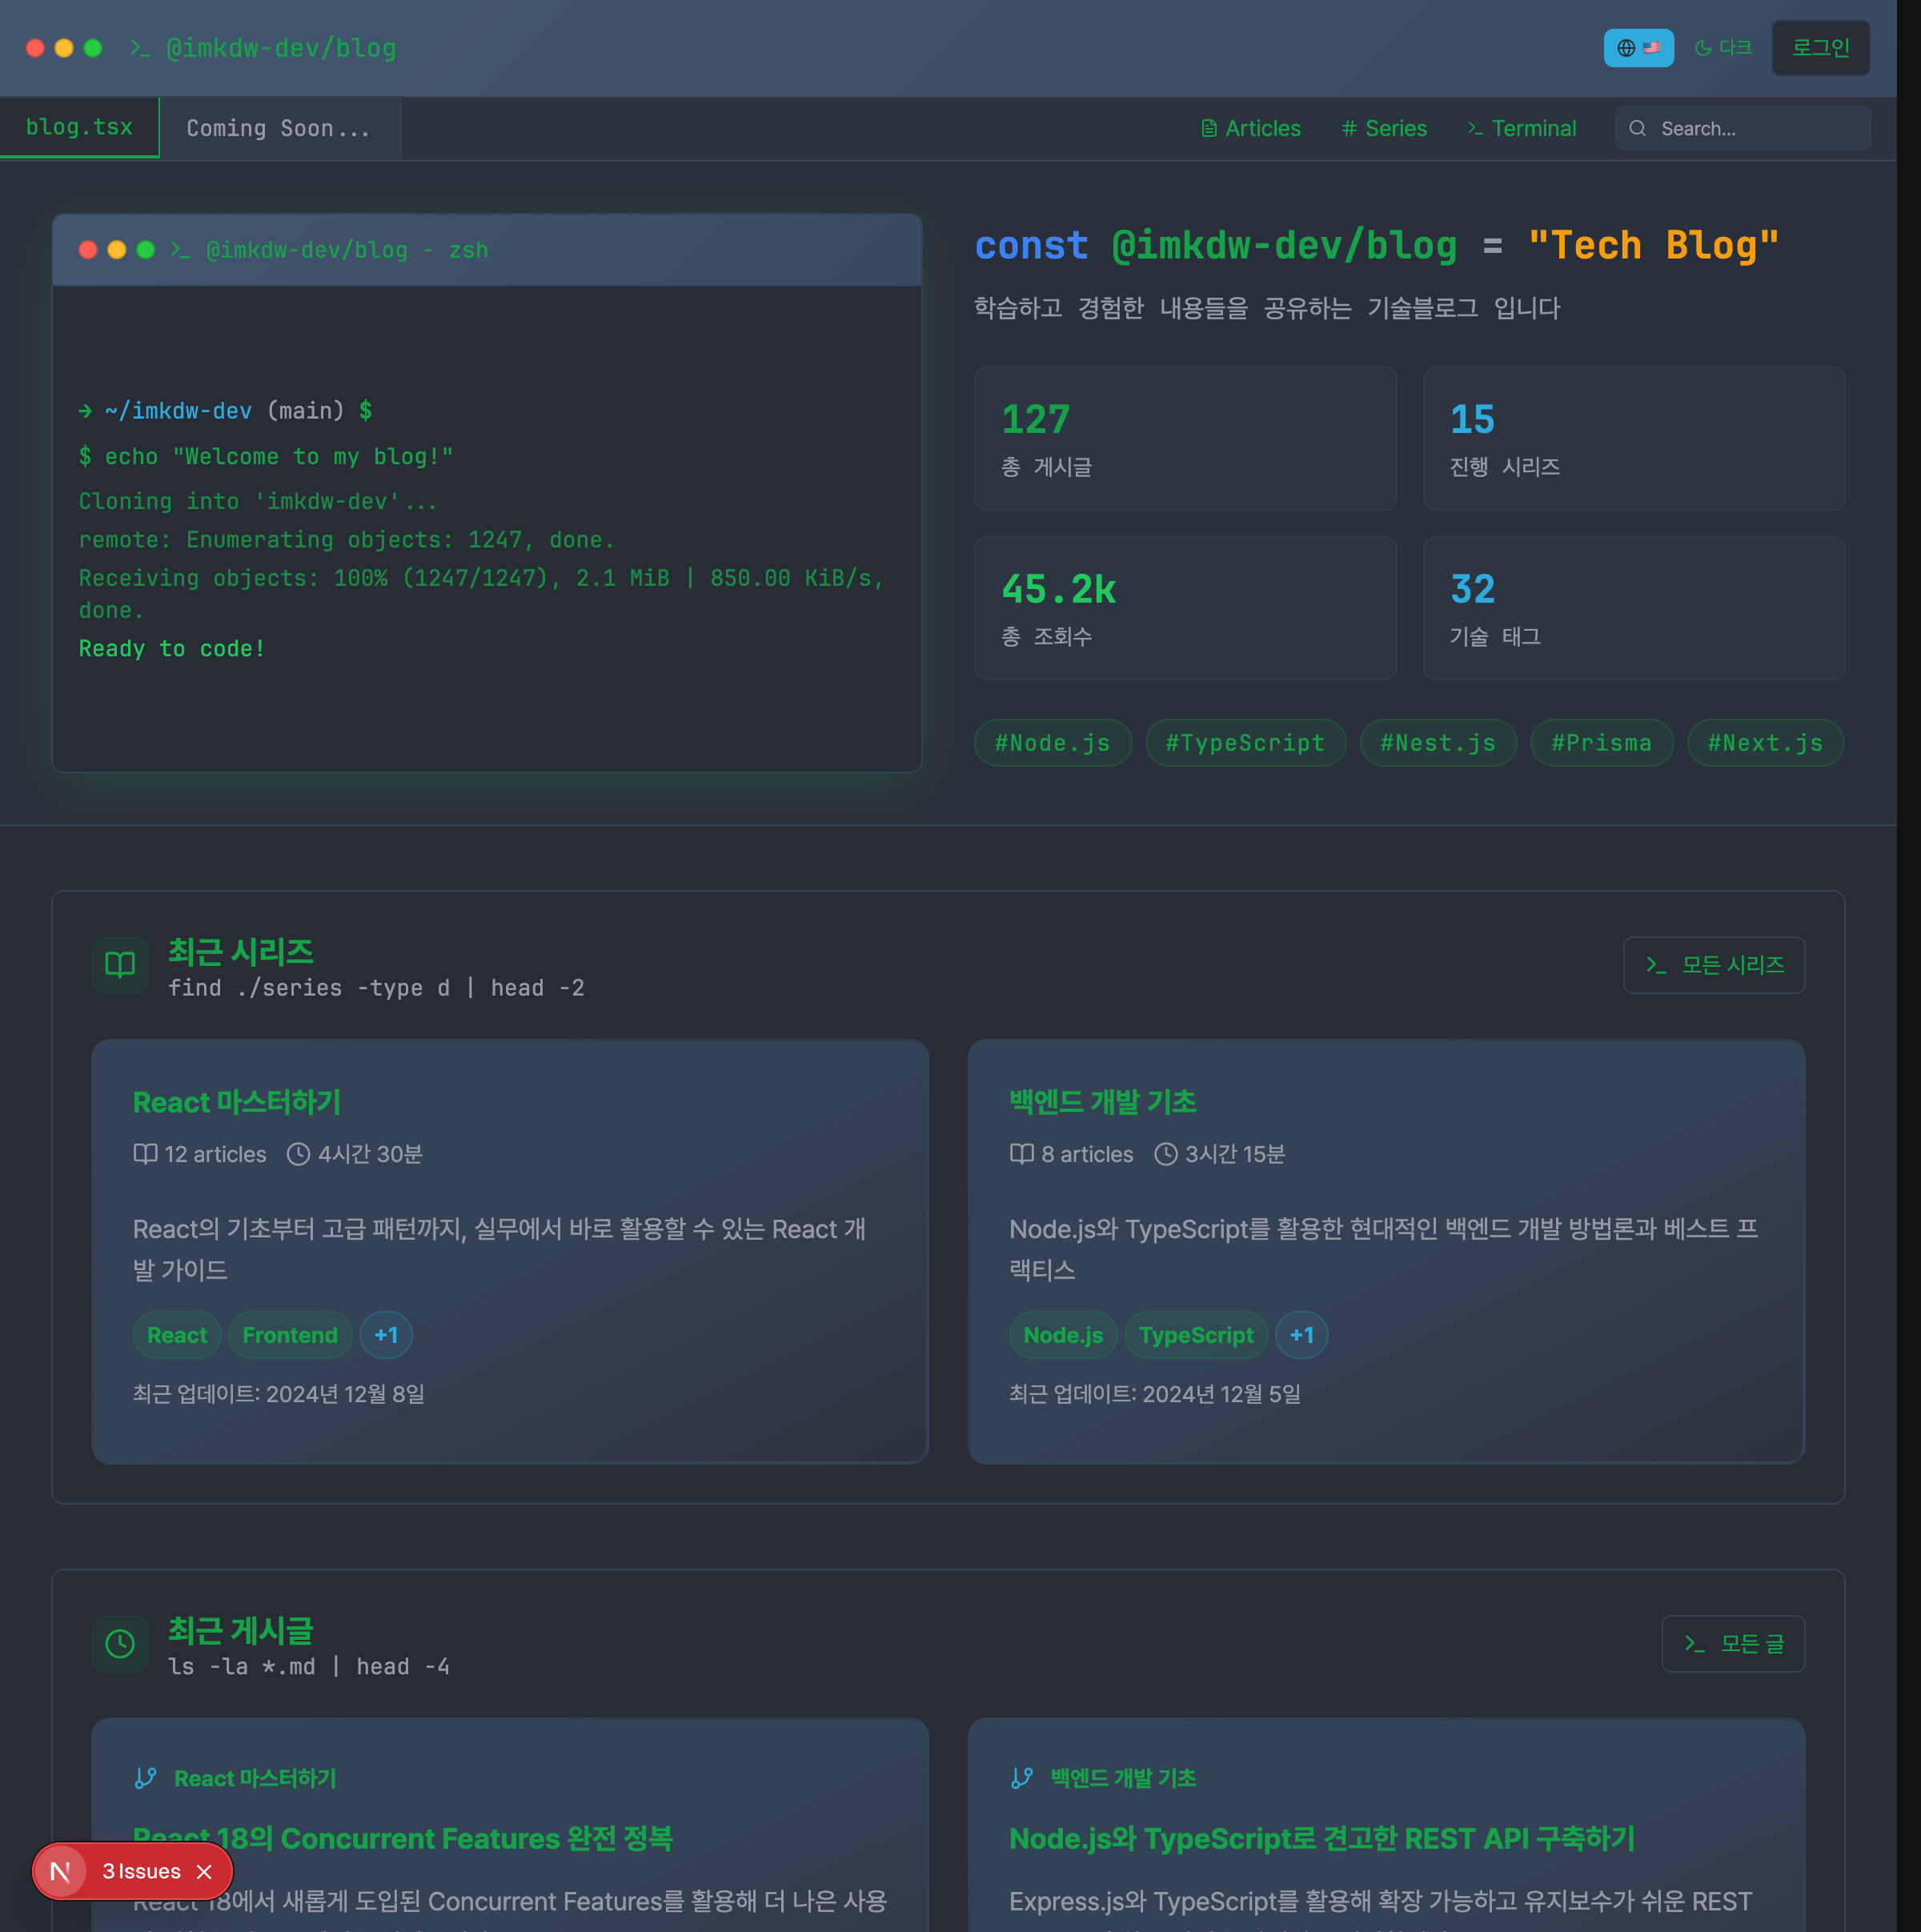 @imkdw-dev/blog
다크
로그인
blog.tsx
Coming Soon...
Articles
# Series
Terminal
Search...
@imkdw-dev/blog - zsh
→ ~/imkdw-dev (main) $
$ echo "Welcome to my blog!"
Cloning into 'imkdw-dev'...
remote: Enumerating objects: 1247, done.
Receiving objects: 100% (1247/1247), 2.1 MiB | 850.00 KiB/s,
done.
Ready to code!
const @imkdw-dev/blog = "Tech Blog"
학습하고 경험한 내용들을 공유하는 기술블로그 입니다
127
총 게시글
15
진행 시리즈
45.2k
총 조회수
32
기술 태그
#Node.js
#TypeScript
#Nest.js
#Prisma
#Next.js
최근 시리즈
find ./series -type d | head -2
모든 시리즈
React 마스터하기
12 articles
4시간 30분
React의 기초부터 고급 패턴까지, 실무에서 바로 활용할 수 있는 React 개
발 가이드
React
Frontend
+1
최근 업데이트: 2024년 12월 8일
백엔드 개발 기초
8 articles
3시간 15분
Node.js와 TypeScript를 활용한 현대적인 백엔드 개발 방법론과 베스트 프
랙티스
Node.js
TypeScript
+1
최근 업데이트: 2024년 12월 5일
최근 게시글
ls -la *.md | head -4
모든 글
React 마스터하기
React 18의 Concurrent Features 완전 정복
React 18에서 새롭게 도입된 Concurrent Features를 활용해 더 나은 사용
백엔드 개발 기초
Node.js와 TypeScript로 견고한 REST API 구축하기
Express.js와 TypeScript를 활용해 확장 가능하고 유지보수가 쉬운 REST
N
3 Issues